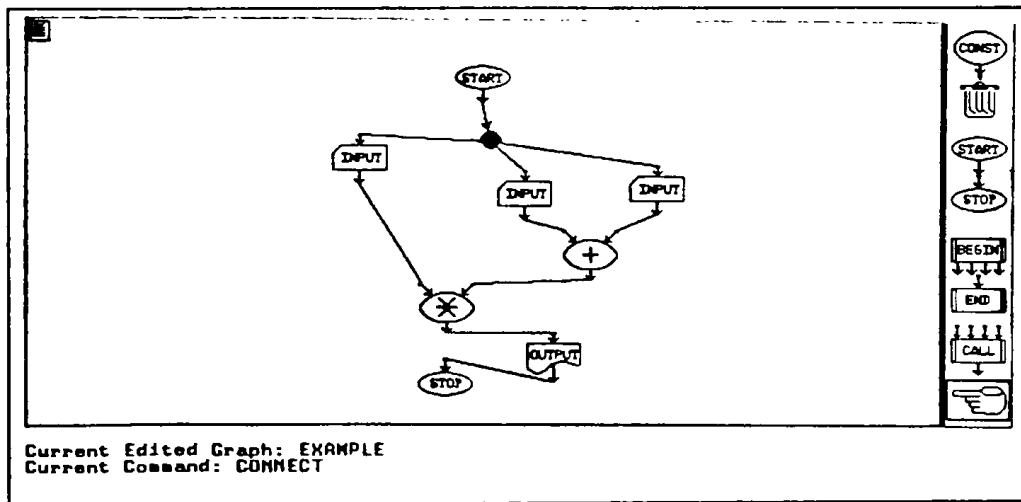 START
INPUT
INPUT
INPUT
+
*
OUTPUT
STOP
CONST
START
STOP
BEGIN
END
CALL
Current Edited Graph: EXAMPLE
Current Command: CONNECT